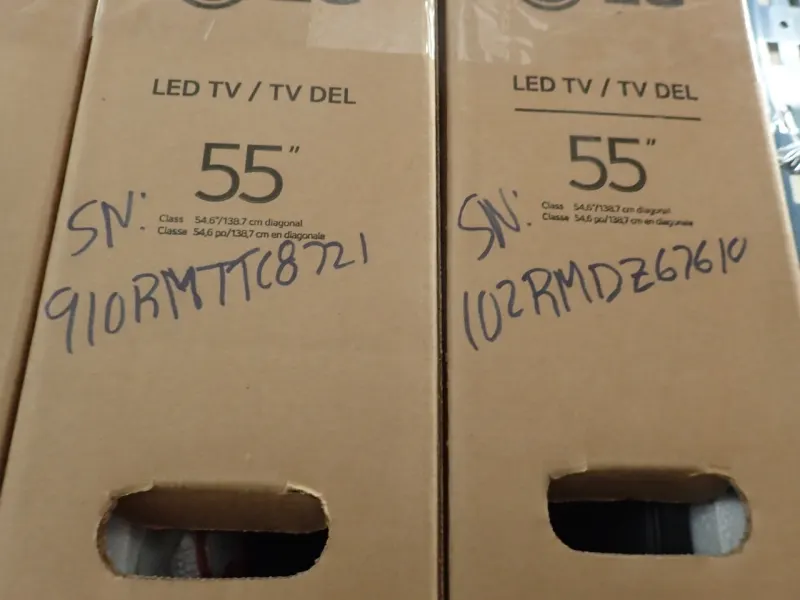 LED TV / TV DEL
55"
Class 54.6"/138.7 cm diagonal
Classe 54,6 po/138,7 cm en diagonale
SN:
910RMTTC8721
LED TV / TV DEL
55"
Class 54.6"/138.7 cm diagonal
Classe 54,6 po/138,7 cm en diagonale
SN:
102RMDZ67610